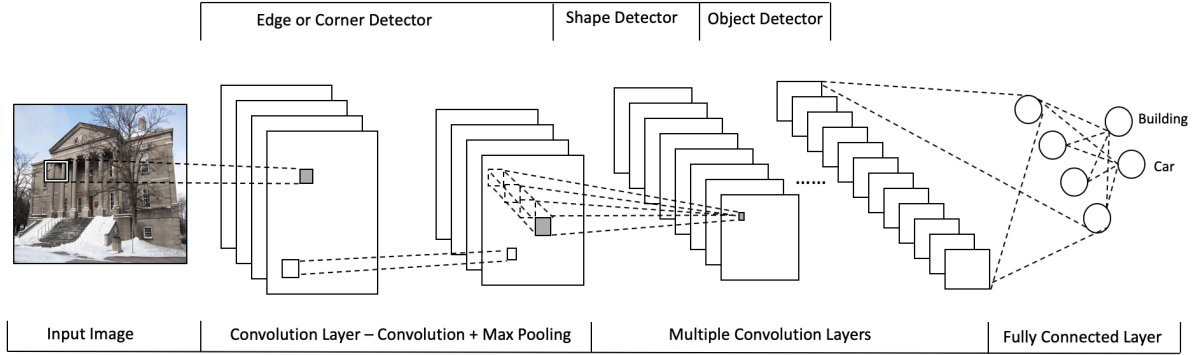 Edge or Corner Detector
Shape Detector
Object Detector
Building
Car
......
Input Image
Convolution Layer – Convolution + Max Pooling
Multiple Convolution Layers
Fully Connected Layer